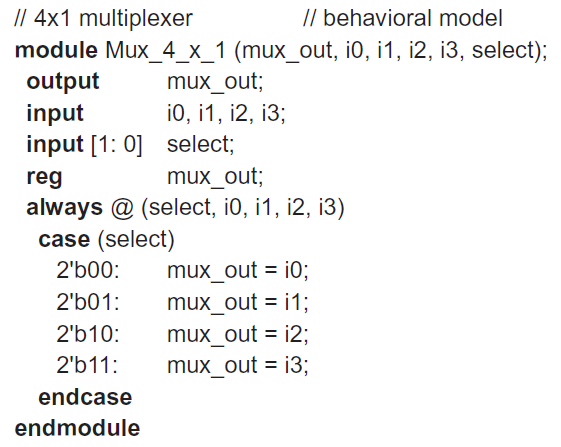 // 4x1 multiplexer // behavioral model
module Mux_4_x_1 (mux_out, i0, i1, i2, i3, select);
output mux_out;
input i0, i1, i2, i3;
input [1: 0] select;
reg mux_out;
always @ (select, i0, i1, i2, i3)
case (select)
2'b00: mux_out = i0;
2'b01: mux_out = i1;
2'b10: mux_out = i2;
2'b11: mux_out = i3;
endcase
endmodule